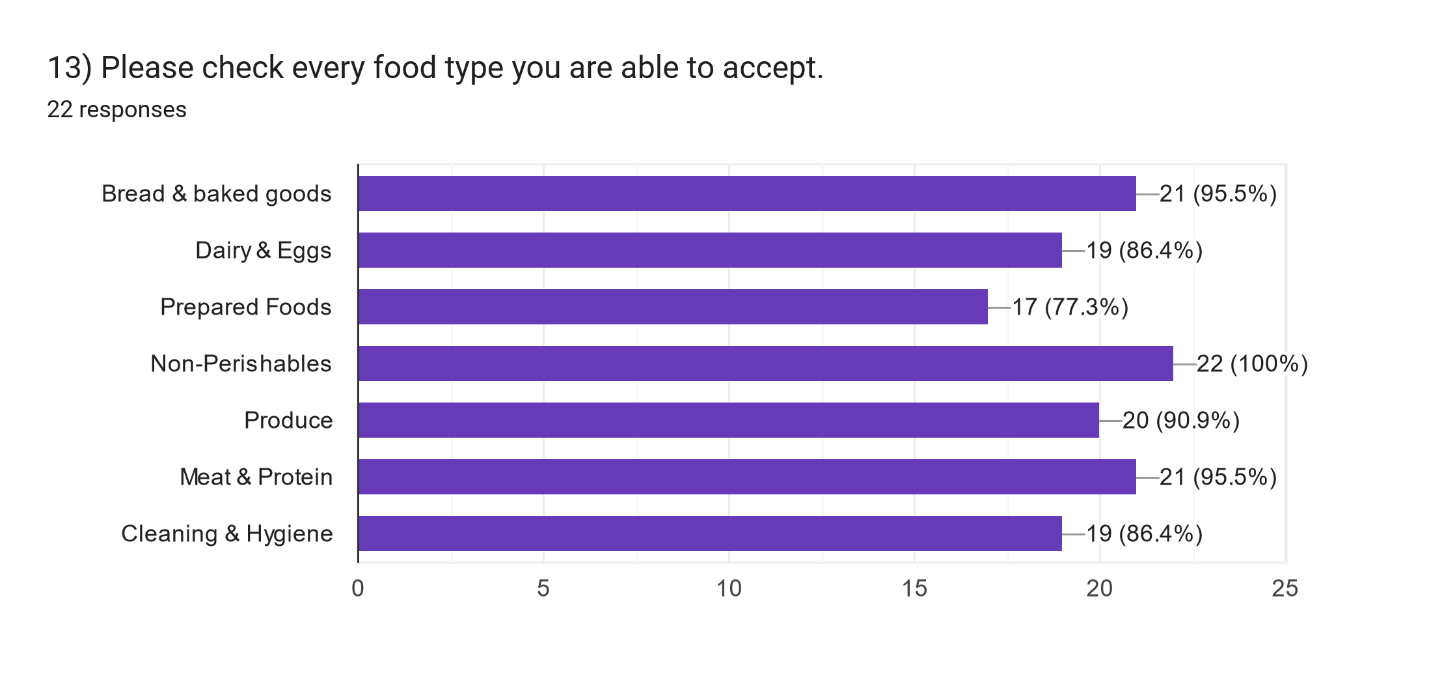 13) Please check every food type you are able to accept.
22 responses
Bread & baked goods 21 (95.5%)
Dairy & Eggs 19 (86.4%)
Prepared Foods 17 (77.3%)
Non-Perishables 22 (100%)
Produce 20 (90.9%)
Meat & Protein 21 (95.5%)
Cleaning & Hygiene 19 (86.4%)
0 5 10 15 20 25